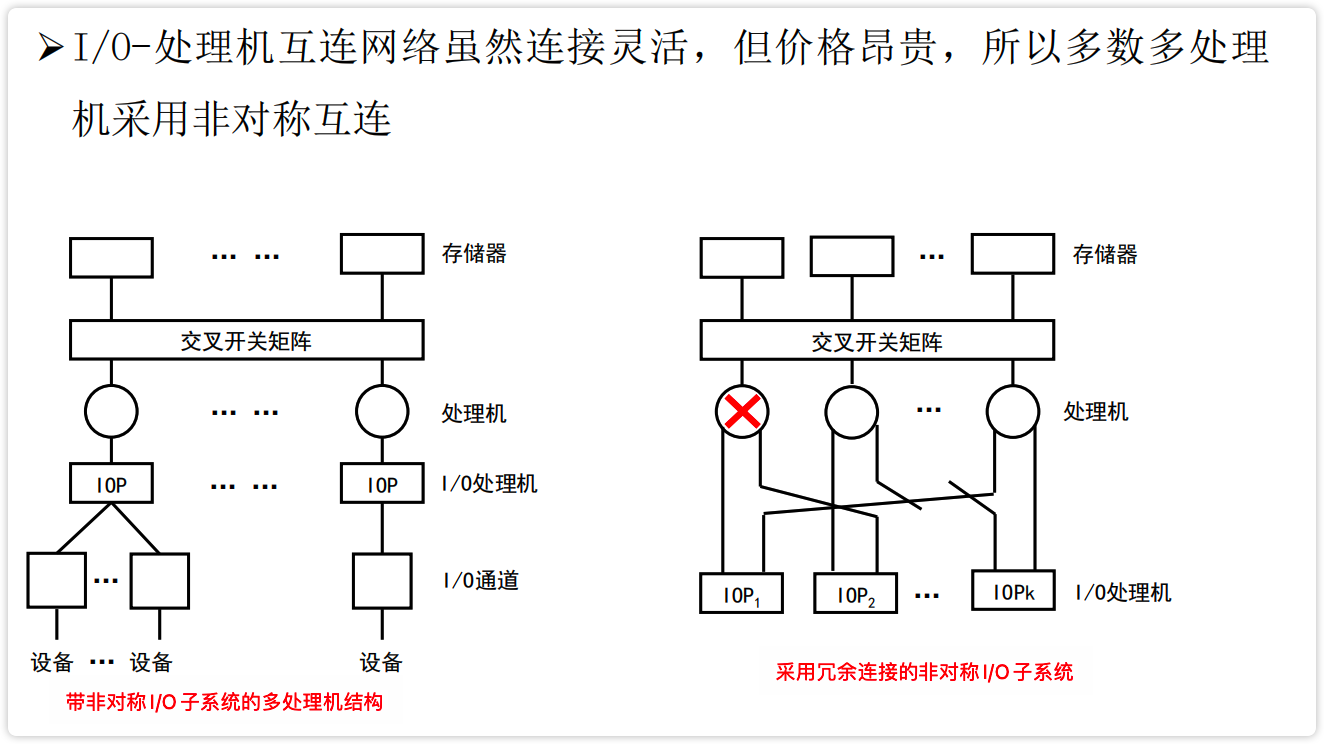 ➢I/O-处理机互连网络虽然连接灵活，但价格昂贵，所以多数多处理
机采用非对称互连
… …
存储器
交叉开关矩阵
… …
处理机
IOP
… …
IOP
I/O处理机
…
I/O通道
设备
…
设备
设备
带非对称I/O子系统的多处理机结构
…
存储器
交叉开关矩阵
…
处理机
IOP₁
IOP₂
…
IOPk
I/O处理机
采用冗余连接的非对称I/O子系统